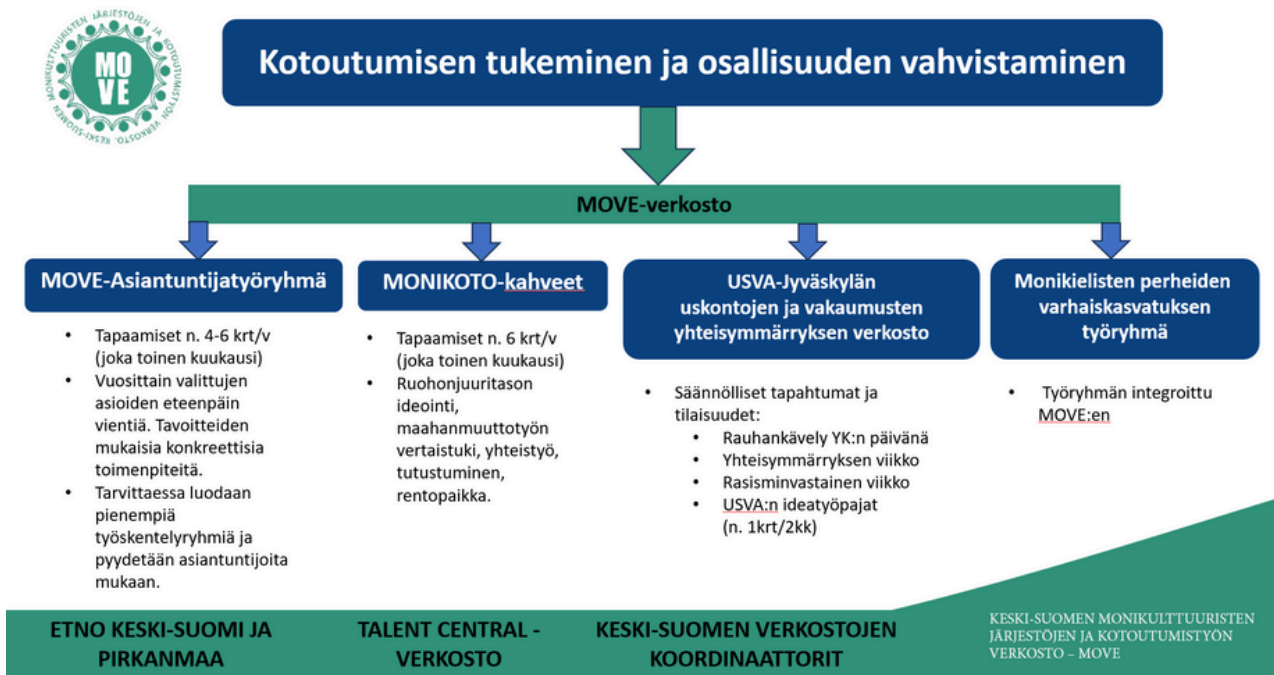 KESKI-SUOMEN MONIKULTTUURISTEN JÄRJESTÖJEN JA KOTOUTUMISTYÖN VERKOSTO.
MO
VE
Kotoutumisen tukeminen ja osallisuuden vahvistaminen
MOVE-verkosto
MOVE-Asiantuntijatyöryhmä
• Tapaamiset n. 4-6 krt/v
(joka toinen kuukausi)
• Vuosittain valittujen
asioiden eteenpäin
vientiä. Tavoitteiden
mukaisia konkreettisia
toimenpiteitä.
• Tarvittaessa luodaan
pienempiä
työskentelyryhmiä ja
pyydetään asiantuntijoita
mukaan.
MONIKOTO-kahveet
• Tapaamiset n. 6 krt/v
(joka toinen kuukausi)
• Ruohonjuuritason
ideointi,
maahanmuuttotyön
vertaistuki, yhteistyö,
tutustuminen,
rentopaikka.
USVA-Jyväskylän
uskontojen ja vakaumusten
yhteisymmärryksen verkosto
• Säännölliset tapahtumat ja
tilaisuudet:
• Rauhankävely YK:n päivänä
• Yhteisymmärryksen viikko
• Rasisminvastainen viikko
• USVA:n ideatyöpajat
(n. 1krt/2kk)
Monikielisten perheiden
varhaiskasvatuksen
työryhmä
• Työryhmän integroittu
MOVE:en
ETNO KESKI-SUOMI JA
PIRKANMAA
TALENT CENTRAL -
VERKOSTO
KESKI-SUOMEN VERKOSTOJEN
KOORDINAATTORIT
KESKI-SUOMEN MONIKULTTUURISTEN
JÄRJESTÖJEN JA KOTOUTUMISTYÖN
VERKOSTO – MOVE